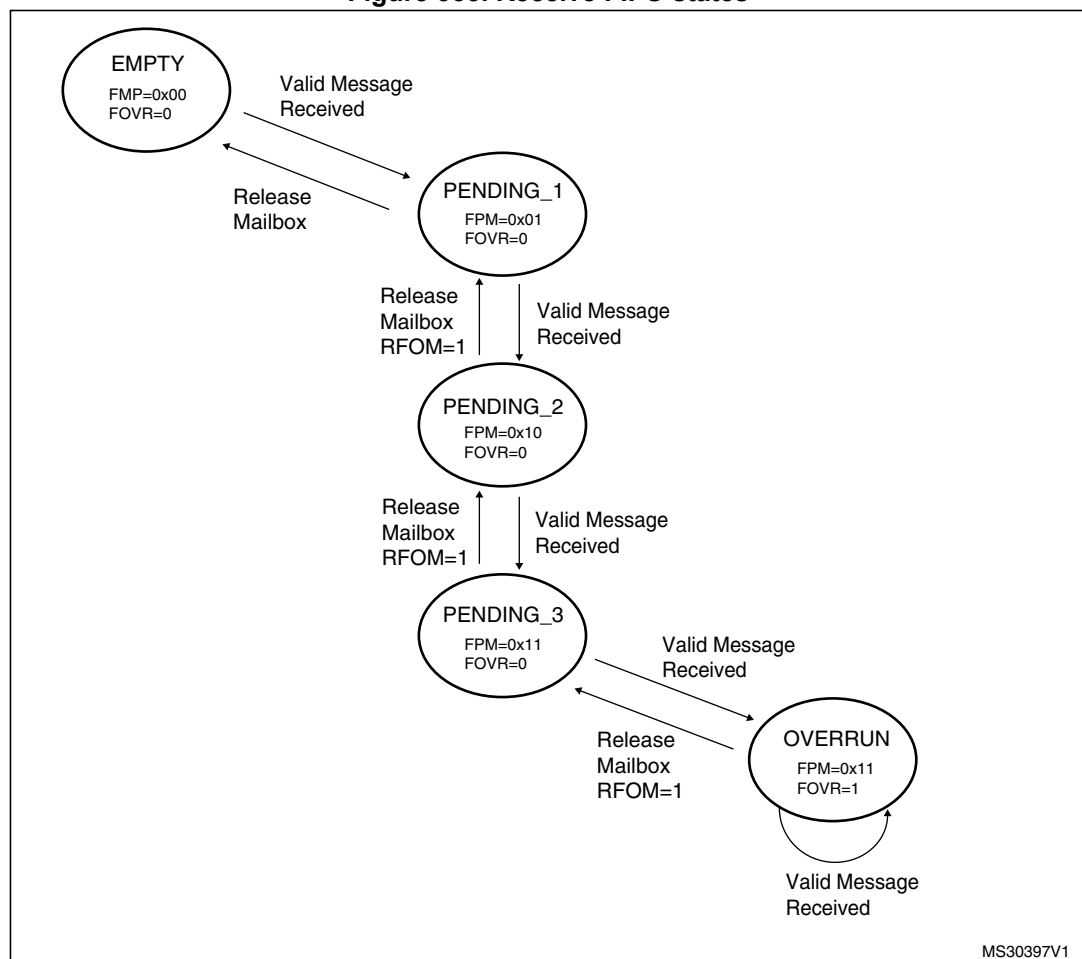 EMPTY
FMP=0x00
FOVR=0
Valid Message
Received
Release
Mailbox
PENDING_1
FPM=0x01
FOVR=0
Release
Mailbox
RFOM=1
Valid Message
Received
PENDING_2
FPM=0x10
FOVR=0
Release
Mailbox
RFOM=1
Valid Message
Received
PENDING_3
FPM=0x11
FOVR=0
Valid Message
Received
Release
Mailbox
RFOM=1
OVERRUN
FPM=0x11
FOVR=1
Valid Message
Received
MS30397V1